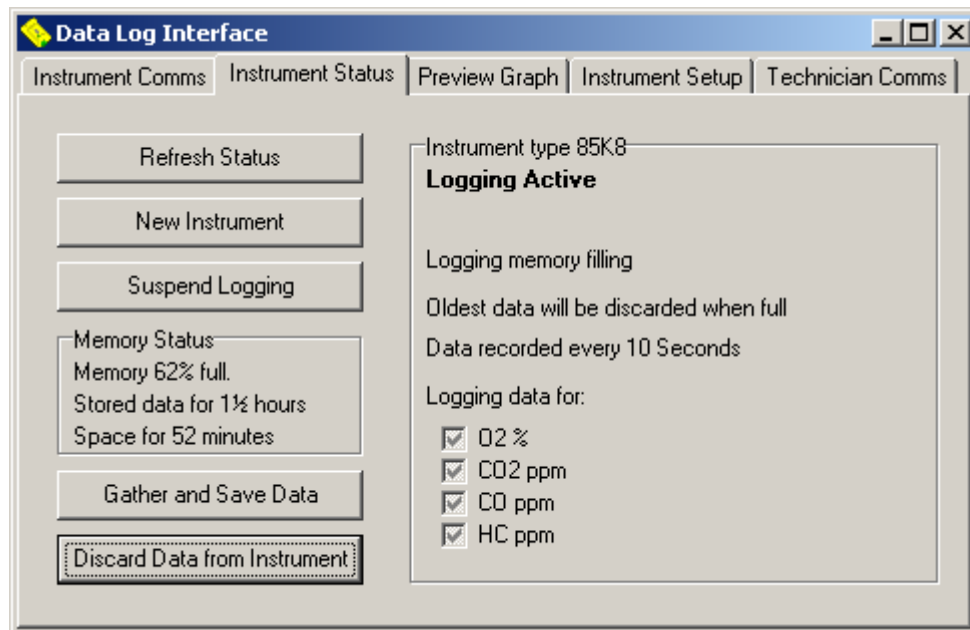 Data Log Interface
Instrument Comms
Instrument Status
Preview Graph
Instrument Setup
Technician Comms
Refresh Status
New Instrument
Suspend Logging
Memory Status
Memory 62% full.
Stored data for 1½ hours
Space for 52 minutes
Gather and Save Data
Discard Data from Instrument
Instrument type 85K8
Logging Active
Logging memory filling
Oldest data will be discarded when full
Data recorded every 10 Seconds
Logging data for:
O2 %
CO2 ppm
CO ppm
HC ppm